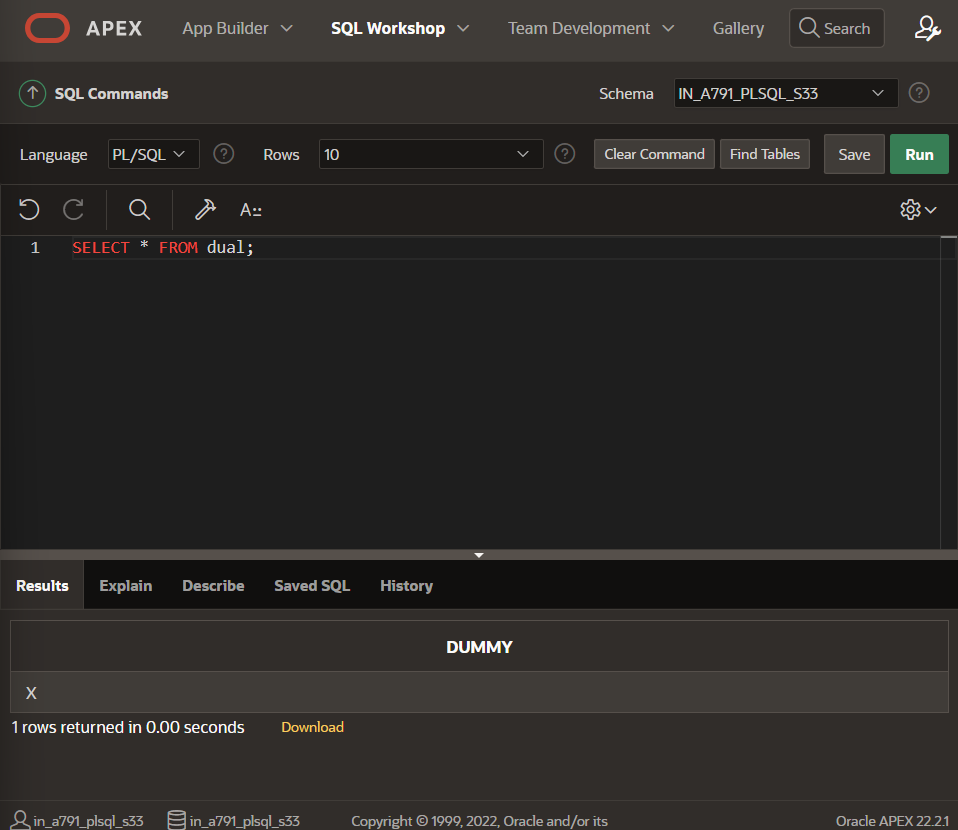 APEX App Builder SQL Workshop Team Development Gallery Search
SQL Commands Schema IN_A791_PLSQL_S33
Language PL/SQL Rows 10 Clear Command Find Tables Save Run
A::
1 SELECT * FROM dual;
Results Explain Describe Saved SQL History
DUMMY
X
1 rows returned in 0.00 seconds Download
in_a791_plsql_s33 in_a791_plsql_s33 Copyright © 1999, 2022, Oracle and/or its Oracle APEX 22.2.1